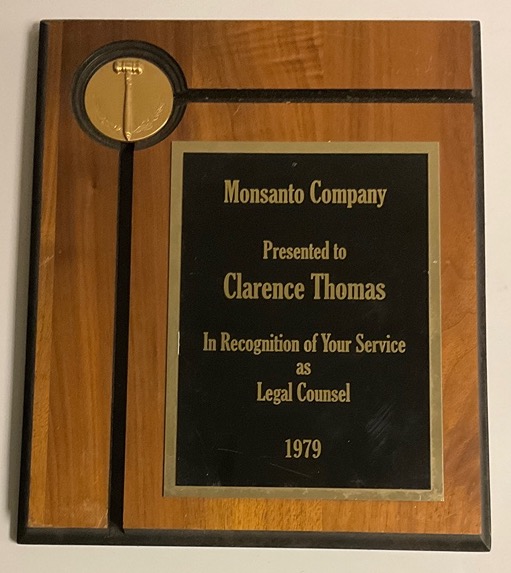 Monsanto Company
Presented to
Clarence Thomas
In Recognition of Your Service
as
Legal Counsel
1979